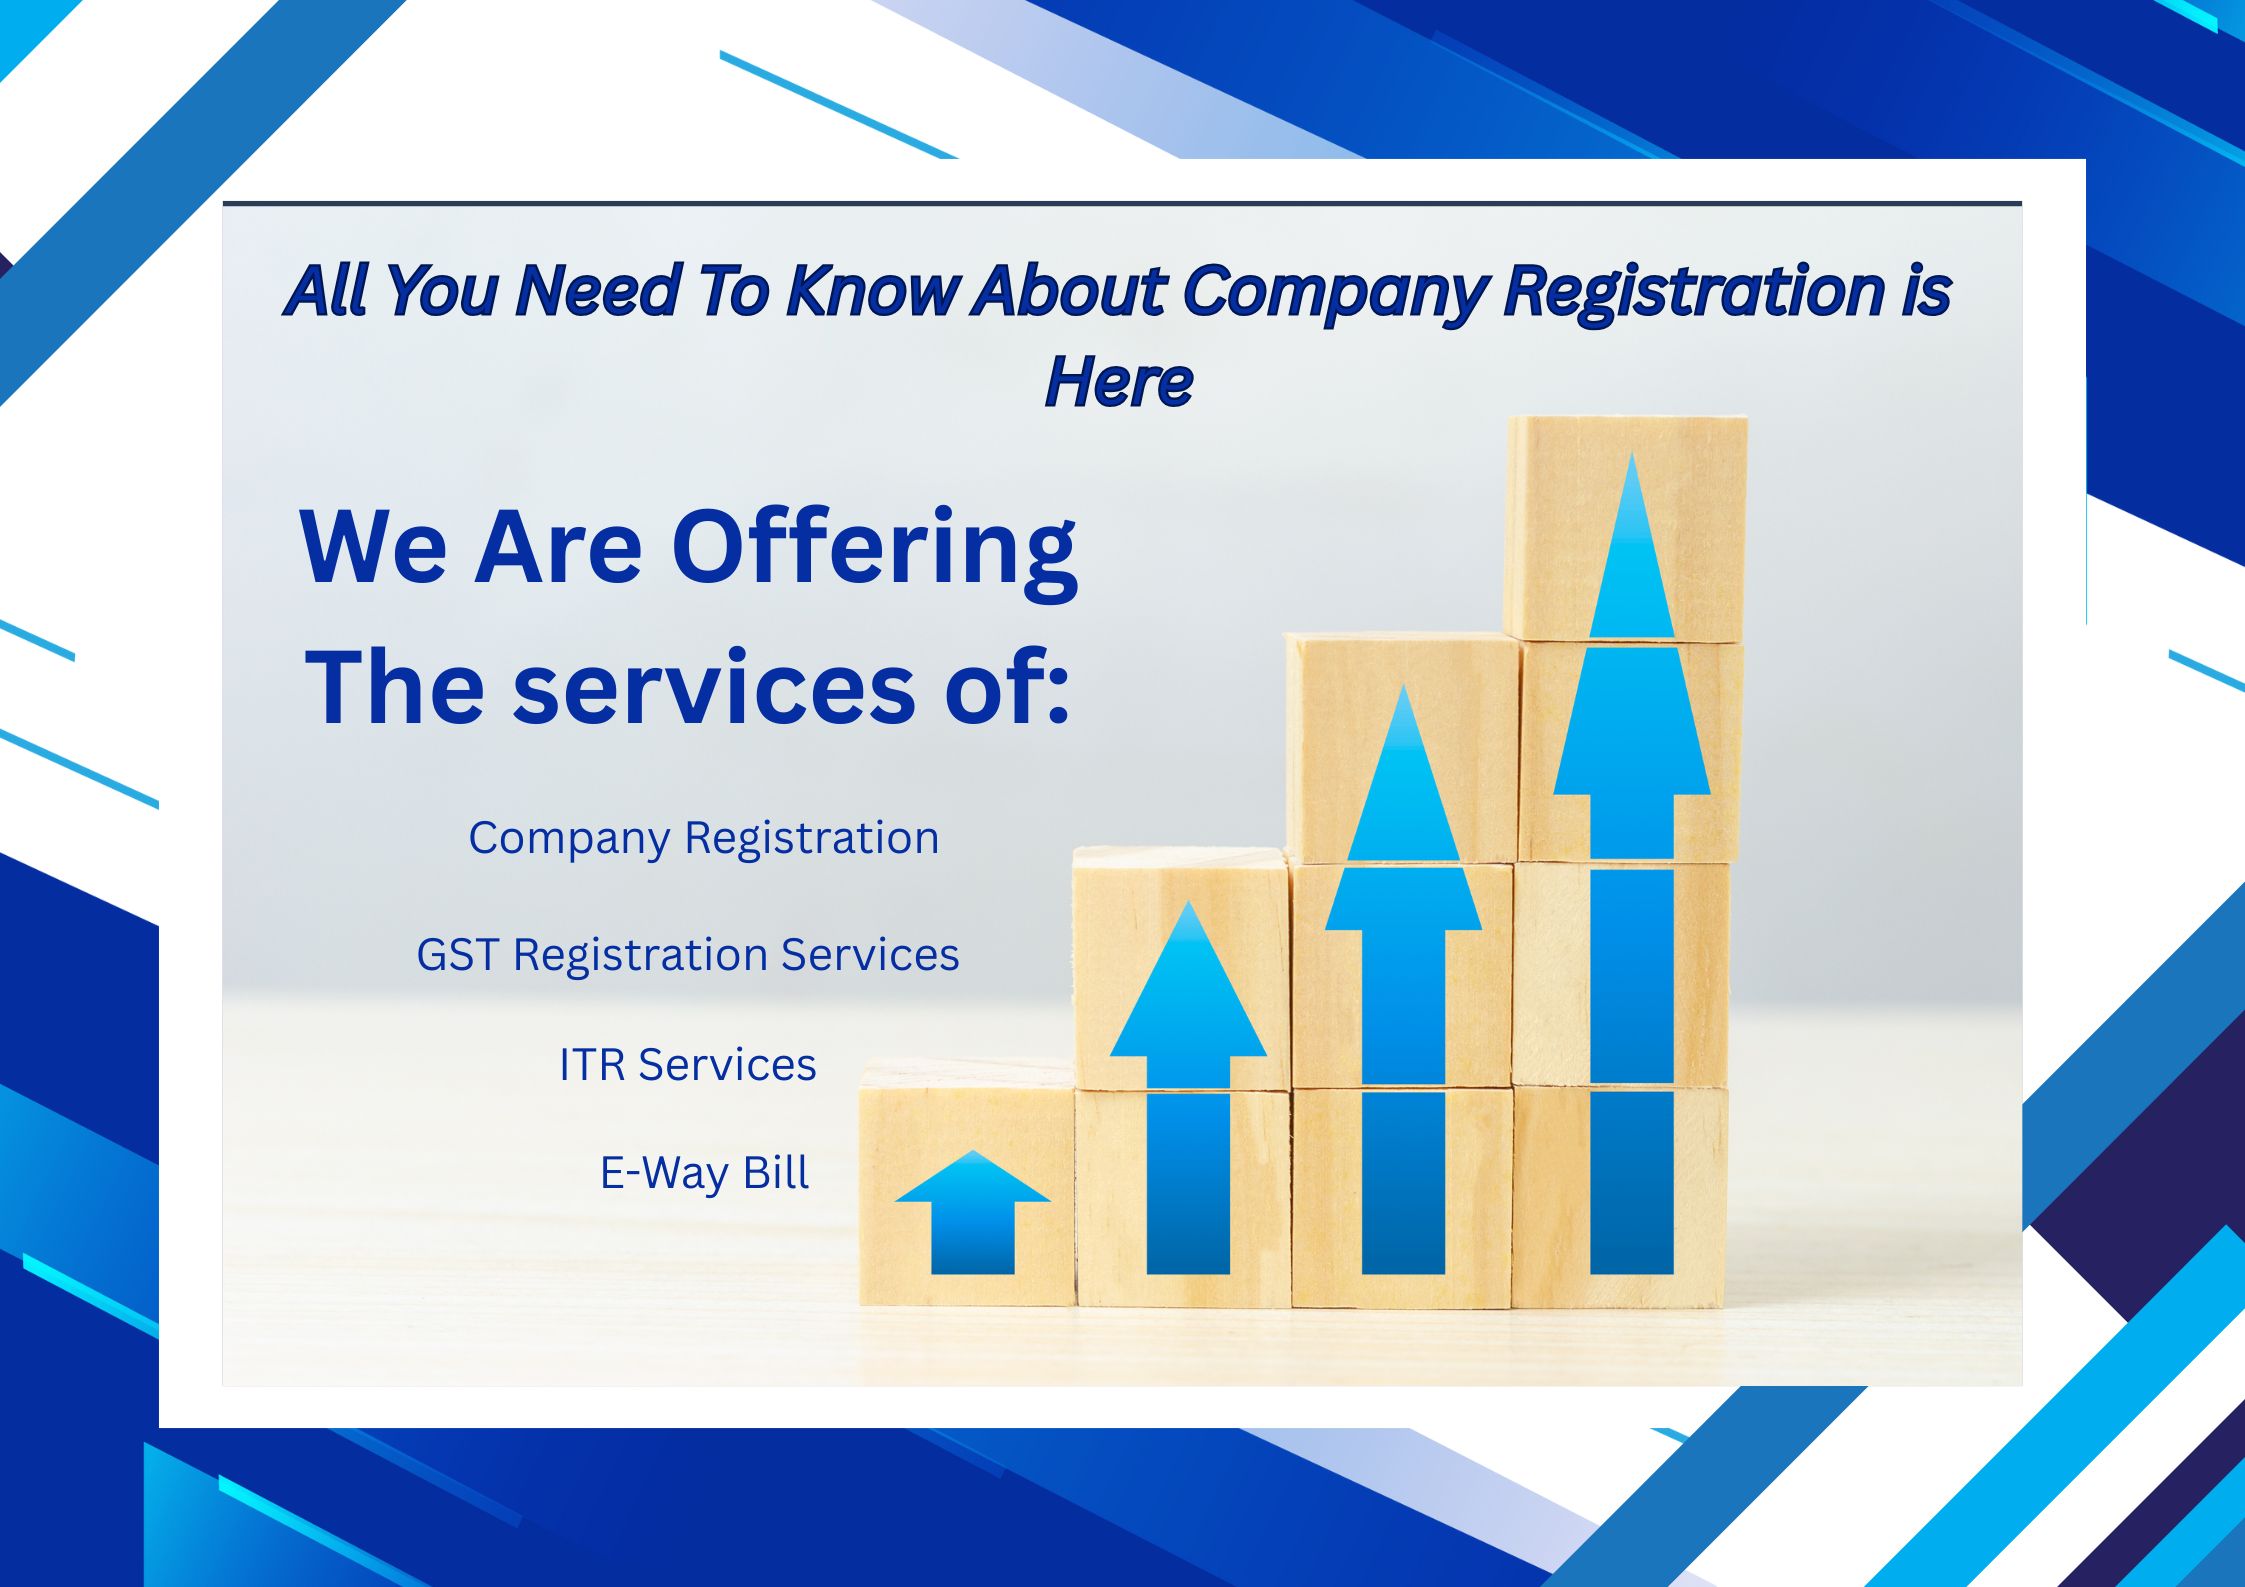 All You Need To Know About Company Registration is
Here
We Are Offering
The services of:
Company Registration
GST Registration Services
ITR Services
E-Way Bill